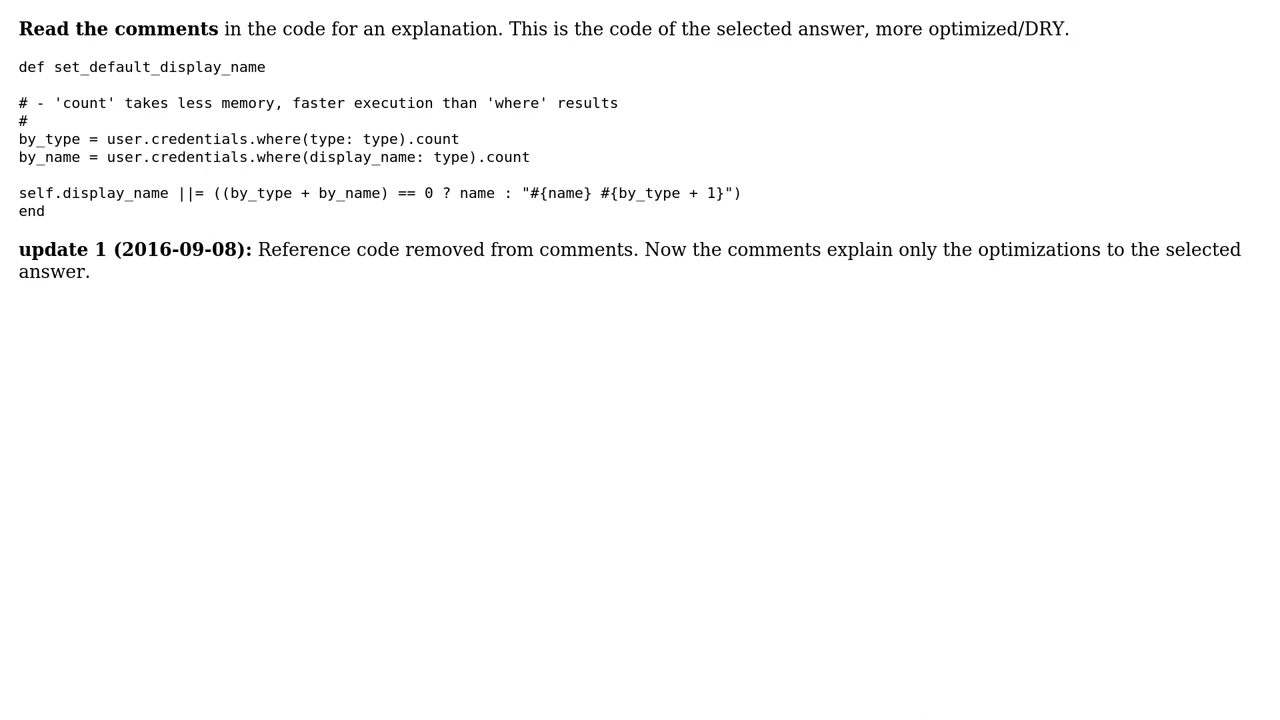 Read the comments in the code for an explanation. This is the code of the selected answer, more optimized/DRY.
def set_default_display_name
# - 'count' takes less memory, faster execution than 'where' results
#
by_type = user.credentials.where(type: type).count
by_name = user.credentials.where(display_name: type).count
self.display_name ||= ((by_type + by_name) == 0 ? name : "#{name} #{by_type + 1}")
end
update 1 (2016-09-08): Reference code removed from comments. Now the comments explain only the optimizations to the selected
answer.